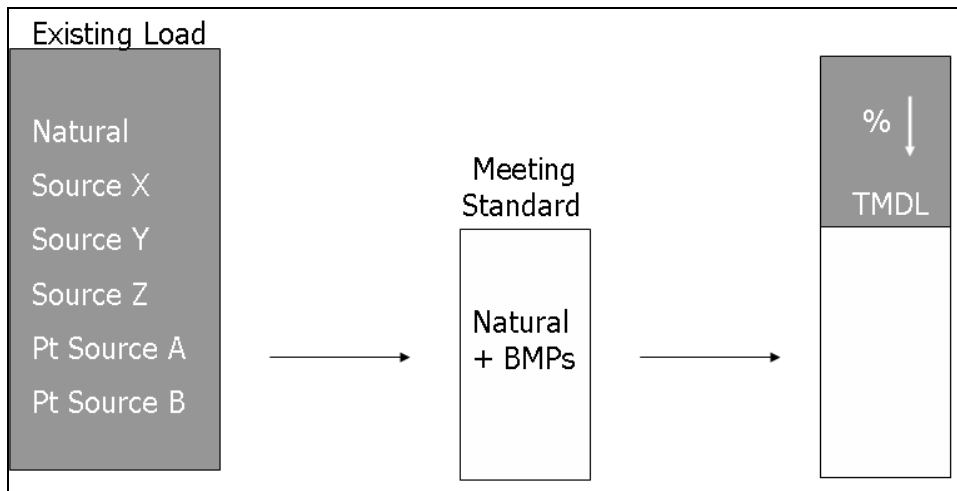 Existing Load
Natural
Source X
Source Y
Source Z
Pt Source A
Pt Source B
Meeting
Standard
Natural
+ BMPs
%
TMDL